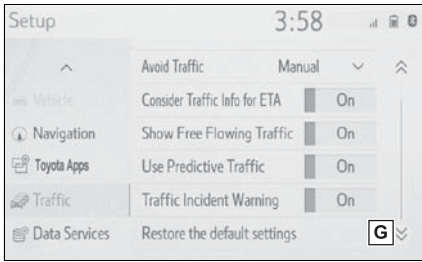 Setup 3:58
Avoid Traffic Manual
Vehicle Consider Traffic Info for ETA On
Navigation Show Free Flowing Traffic On
Toyota Apps Use Predictive Traffic On
Traffic Traffic Incident Warning On
Data Services Restore the default settings G